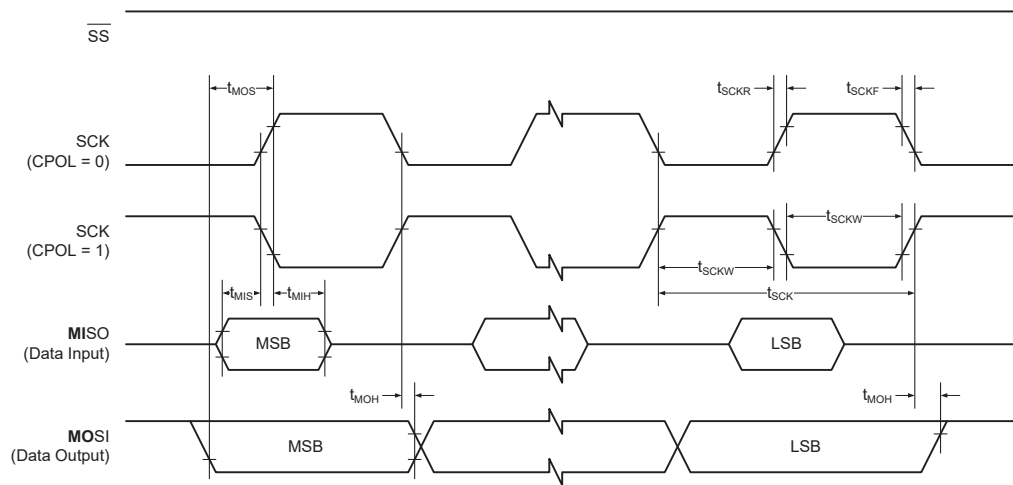 SS
tMOS
tSCKR
tSCKF
SCK
(CPOL = 0)
SCK
(CPOL = 1)
tSCKW
tSCKW
tMIS
tMIH
tSCK
MISO
(Data Input)
MSB
LSB
tMOH
tMOH
MOSI
(Data Output)
MSB
LSB